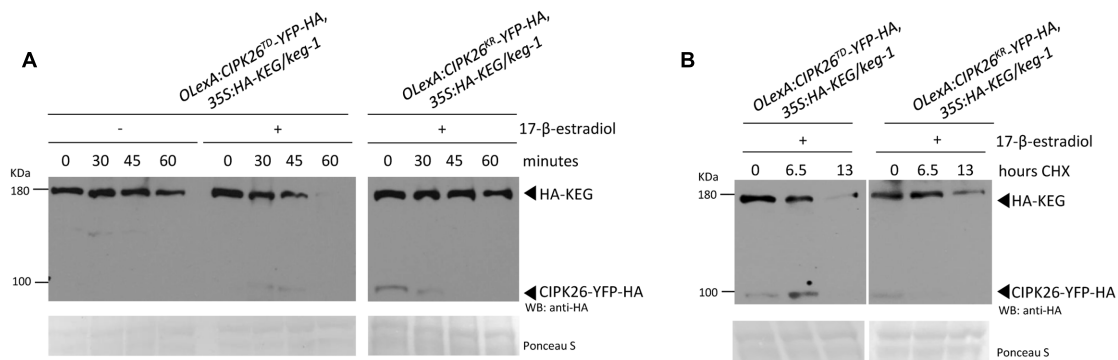 A
OLexA:CIPK26TD-YFP-HA,
35S:HA-KEG/keg-1
OLexA:CIPK26KR-YFP-HA,
35S:HA-KEG/keg-1
- + + 17-β-estradiol
0 30 45 60 0 30 45 60 0 30 45 60 minutes
KDa
180
HA-KEG
100
CIPK26-YFP-HA
WB: anti-HA
Ponceau S
B
OLexA:CIPK26TD-YFP-HA,
35S:HA-KEG/keg-1
OLexA:CIPK26KR-YFP-HA,
35S:HA-KEG/keg-1
+ + 17-β-estradiol
0 6.5 13 0 6.5 13 hours CHX
KDa
180
HA-KEG
100
CIPK26-YFP-HA
WB: anti-HA
Ponceau S